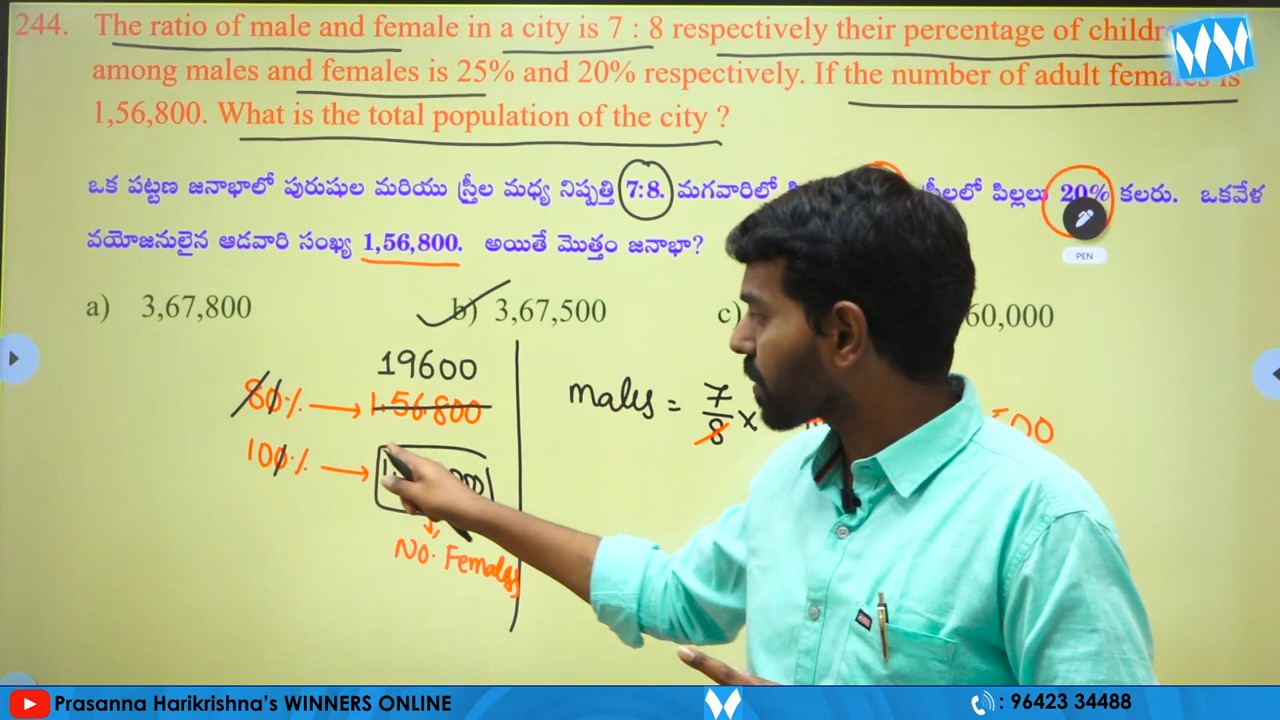 244. The ratio of male and female in a city is 7 : 8 respectively their percentage of
among males and females is 25% and 20% respectively. If the number of adult females is
1,56,800. What is the total population of the city ?
ఒక పట్టణ జనాభాలో పురుషుల మరియు స్త్రీల మధ్య నిష్పత్తి 7:8. మగవారిలో పిల్లలు 20% కలరు. ఒకవేళ
వయోజనులైన ఆడవారి సంఖ్య 1,56,800. అయితే మొత్తం జనాభా?
PEN
a) 3,67,800 b) 3,67,500 c) 60,000
19600
80% → 1,56,800
100% →
No. Females
males = 7/8 ×
Prasanna Harikrishna's WINNERS ONLINE
: 96423 34488